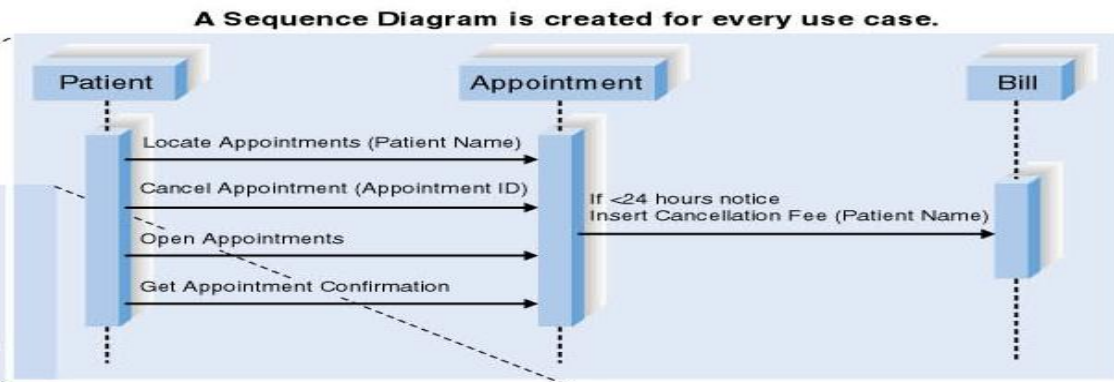 A Sequence Diagram is created for every use case.
Patient
Appointment
Bill
Locate Appointments (Patient Name)
Cancel Appointment (Appointment ID)
If <24 hours notice
Insert Cancellation Fee (Patient Name)
Open Appointments
Get Appointment Confirmation